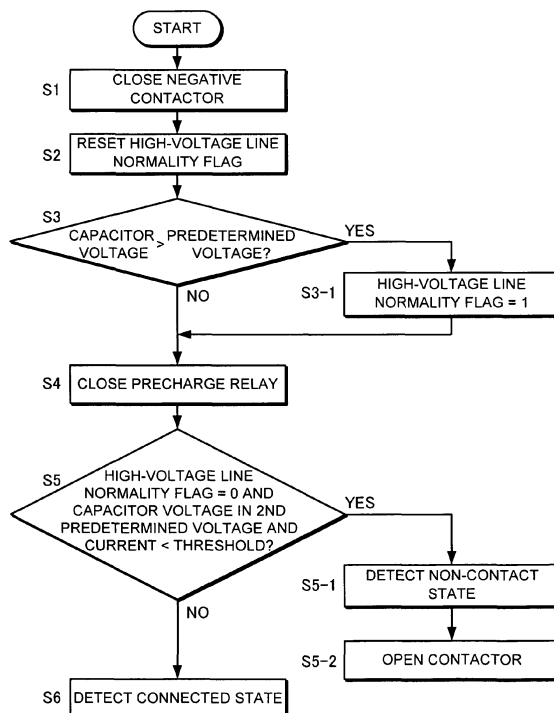 START
S1
CLOSE NEGATIVE
CONTACTOR
S2
RESET HIGH-VOLTAGE LINE
NORMALITY FLAG
S3
CAPACITOR > PREDETERMINED
VOLTAGE VOLTAGE?
YES
NO
S3-1
HIGH-VOLTAGE LINE
NORMALITY FLAG = 1
S4
CLOSE PRECHARGE RELAY
S5
HIGH-VOLTAGE LINE
NORMALITY FLAG = 0 AND
CAPACITOR VOLTAGE IN 2ND
PREDETERMINED VOLTAGE AND
CURRENT < THRESHOLD?
YES
NO
S5-1
DETECT NON-CONTACT
STATE
S5-2
OPEN CONTACTOR
S6
DETECT CONNECTED STATE